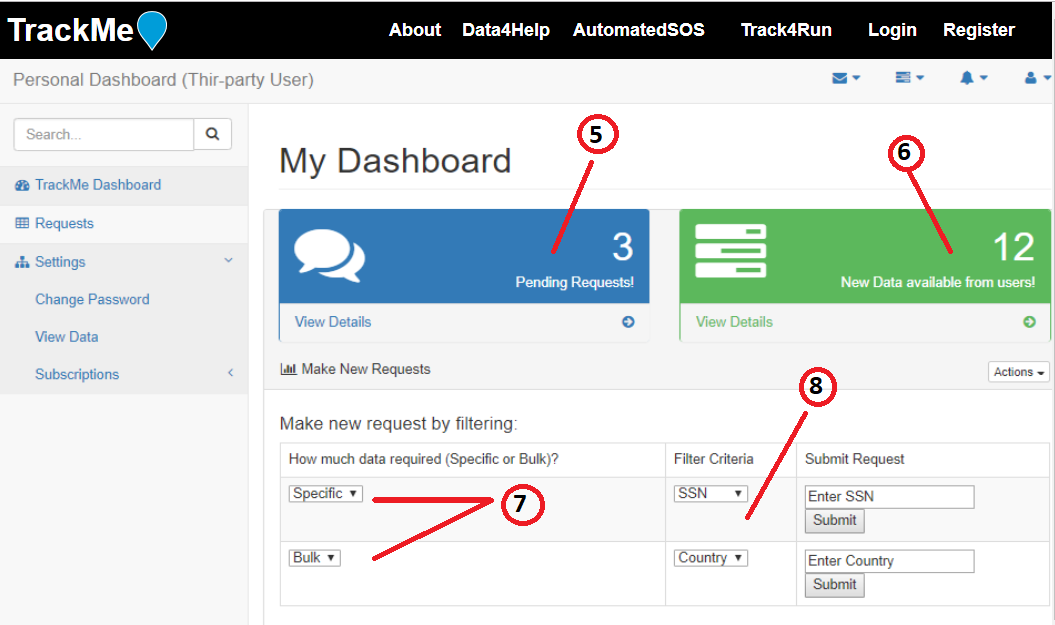 TrackMe About Data4Help AutomatedSOS Track4Run Login Register
Personal Dashboard (Thir-party User)
Search...
TrackMe Dashboard
Requests
Settings
Change Password
View Data
Subscriptions
My Dashboard
5
6
3
Pending Requests!
View Details
12
New Data available from users!
View Details
Make New Requests
Actions
8
Make new request by filtering:
How much data required (Specific or Bulk)? Filter Criteria Submit Request
Specific SSN Enter SSN
Submit
7
Bulk Country Enter Country
Submit